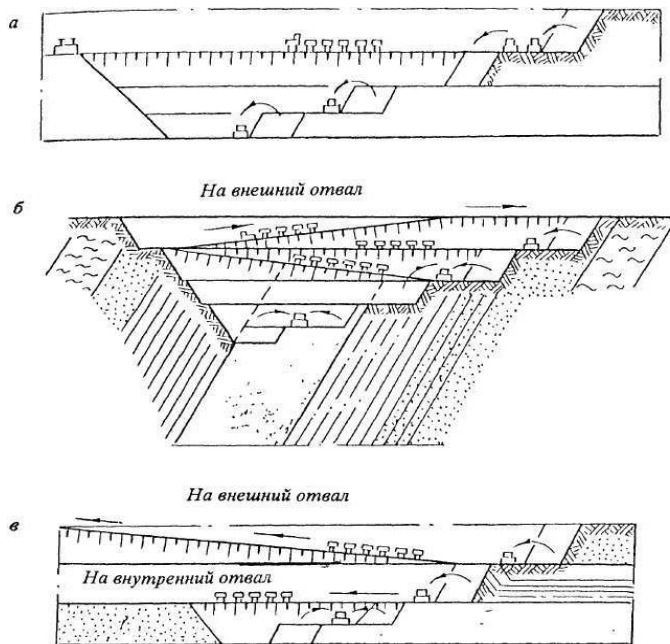 а
На внешний отвал
б
На внешний отвал
в
На внутренний отвал